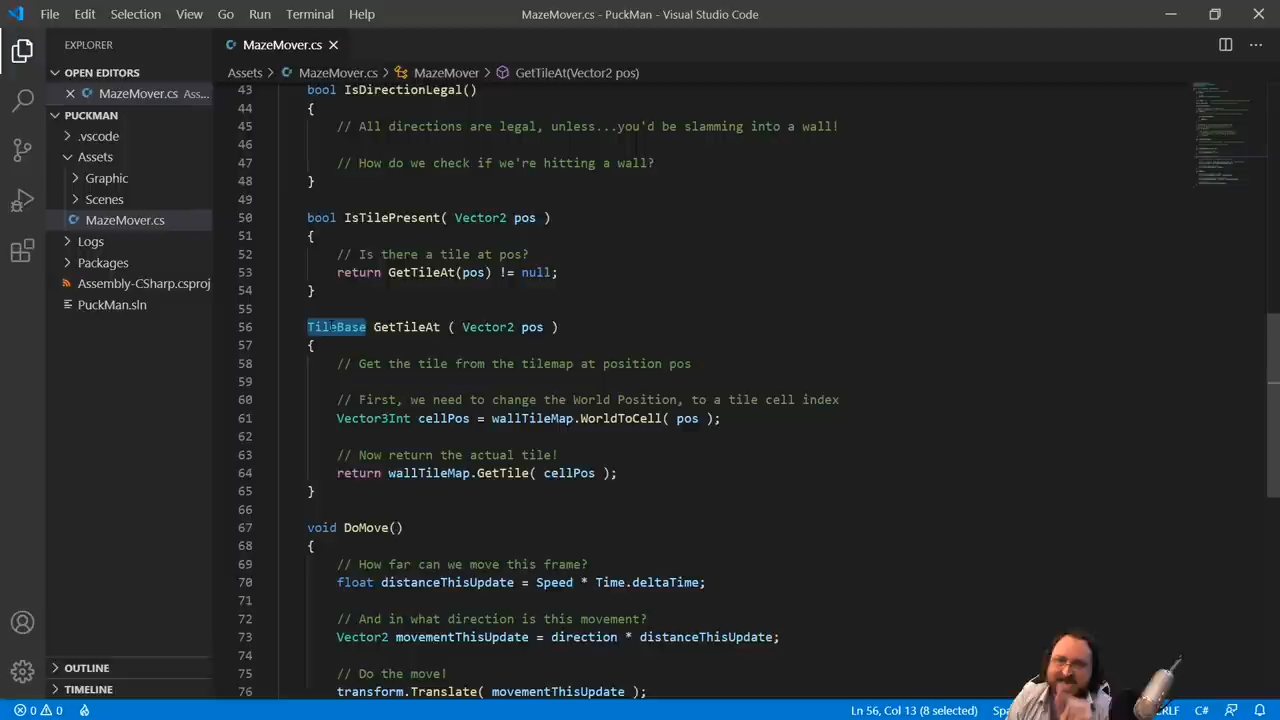 File Edit Selection View Go Run Terminal Help
MazeMover.cs - PuckMan - Visual Studio Code
EXPLORER
OPEN EDITORS
MazeMover.cs Ass...
PUCKMAN
.vscode
Assets
Graphic
Scenes
MazeMover.cs
Logs
Packages
Assembly-CSharp.csproj
PuckMan.sln
OUTLINE
TIMELINE
MazeMover.cs
Assets > MazeMover.cs > MazeMover > GetTileAt(Vector2 pos)
43 bool IsDirectionLegal()
44 {
45 // All directions are legal, unless...you'd be slamming into a wall!
46
47 // How do we check if we're hitting a wall?
48 }
49
50 bool IsTilePresent( Vector2 pos )
51 {
52 // Is there a tile at pos?
53 return GetTileAt(pos) != null;
54 }
55
56 TileBase GetTileAt ( Vector2 pos )
57 {
58 // Get the tile from the tilemap at position pos
59
60 // First, we need to change the World Position, to a tile cell index
61 Vector3Int cellPos = wallTileMap.WorldToCell( pos );
62
63 // Now return the actual tile!
64 return wallTileMap.GetTile( cellPos );
65 }
66
67 void DoMove()
68 {
69 // How far can we move this frame?
70 float distanceThisUpdate = Speed * Time.deltaTime;
71
72 // And in what direction is this movement?
73 Vector2 movementThisUpdate = direction * distanceThisUpdate;
74
75 // Do the move!
76 transform.Translate( movementThisUpdate );
0 0 Ln 56, Col 13 (8 selected) C#